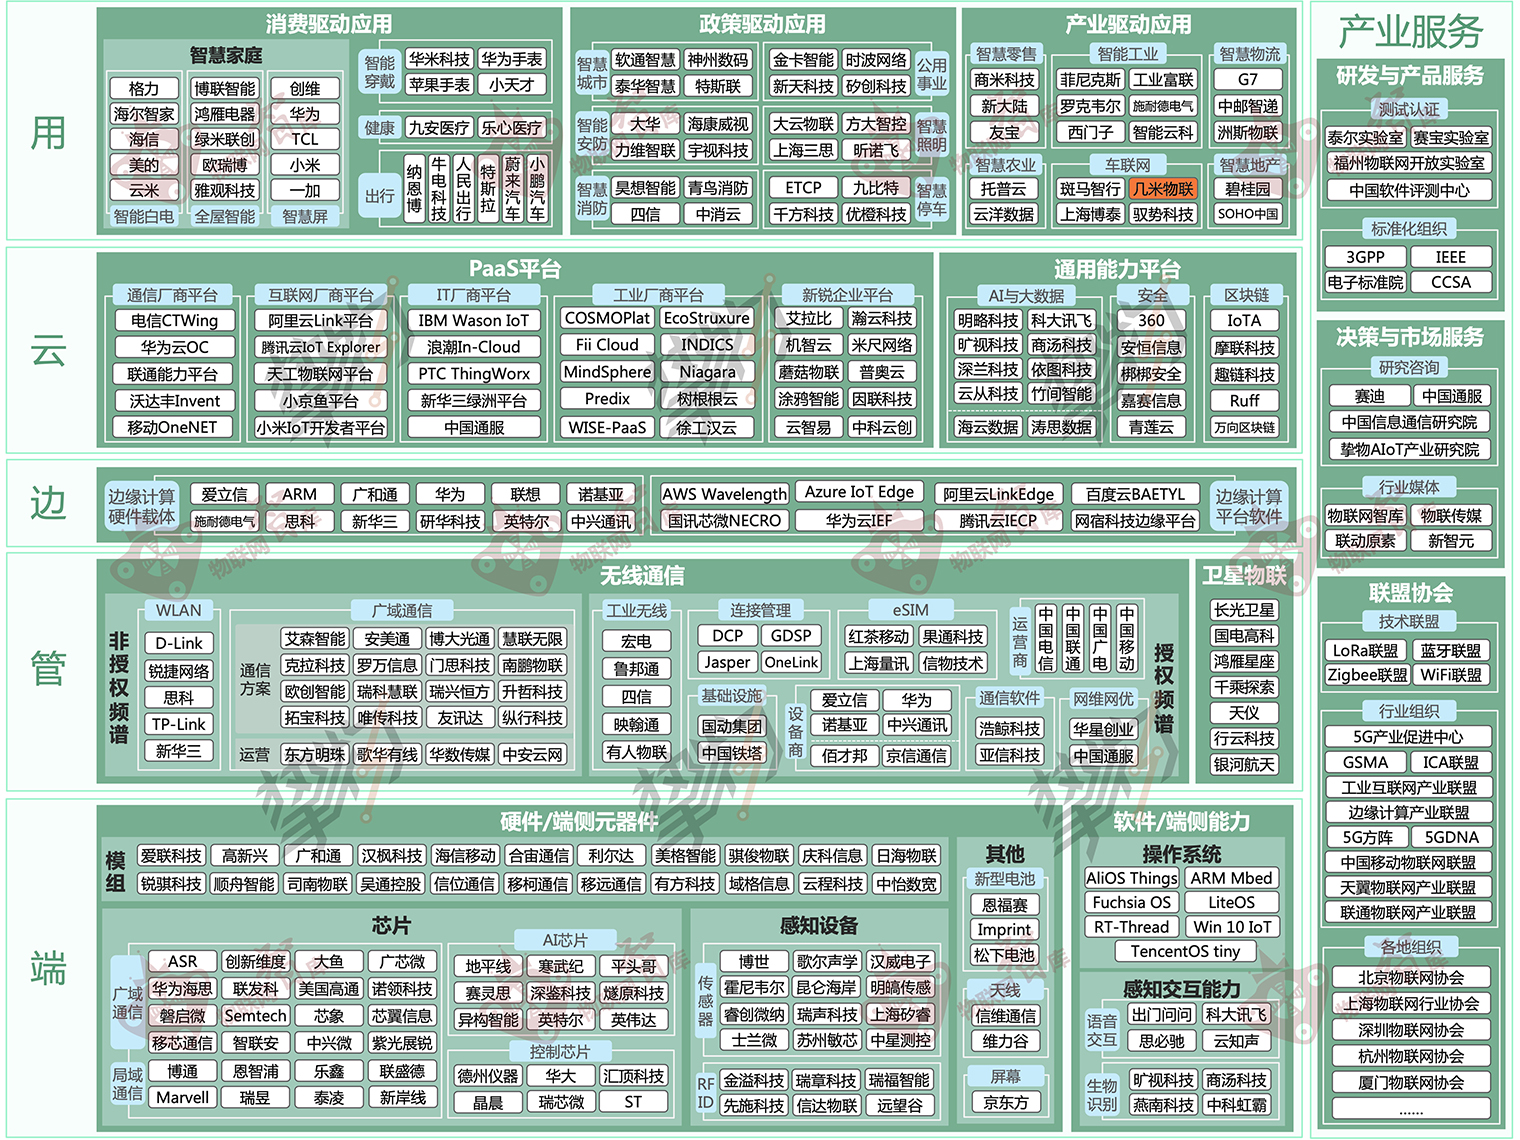 用
消费驱动应用
智慧家庭
格力 博联智能 创维
海尔智家 鸿雁电器 华为
海信 绿米联创 TCL
美的 欧瑞博 小米
云米 雅观科技 一加
智能白电 全屋智能 智慧屏
智能穿戴
华米科技 华为手表
苹果手表 小天才
健康 九安医疗 乐心医疗
出行 纳恩博 牛电科技 人民出行 特斯拉 蔚来汽车 小鹏汽车
政策驱动应用
智慧城市
软通智慧 神州数码
泰华智慧 特斯联
金卡智能 时波网络
新天科技 矽创科技
公用事业
智能安防
大华 海康威视
力维智联 宇视科技
大云物联 方大智控
上海三思 昕诺飞
智慧照明
智慧消防
昊想智能 青鸟消防
四信 中消云
ETCP 九比特
千方科技 优橙科技
智慧停车
产业驱动应用
智慧零售 智能工业 智慧物流
商米科技 菲尼克斯 工业富联 G7
新大陆 罗克韦尔 施耐德电气 中邮智递
友宝 西门子 智能云科 洲斯物联
智慧农业 车联网 智慧地产
托普云 斑马智行 几米物联 碧桂园
云洋数据 上海博泰 驭势科技 SOHO中国
云
PaaS平台
通信厂商平台 互联网厂商平台 IT厂商平台 工业厂商平台 新锐企业平台
电信CTWing 阿里云Link平台 IBM Wason IoT COSMOPlat EcoStruxure 艾拉比 瀚云科技
华为云OC 腾讯云IoT Explorer 浪潮In-Cloud Fii Cloud INDICS 机智云 米尺网络
联通能力平台 天工物联网平台 PTC ThingWorx MindSphere Niagara 蘑菇物联 普奥云
沃达丰Invent 小京鱼平台 新华三绿洲平台 Predix 树根根云 涂鸦智能 因联科技
移动OneNET 小米IoT开发者平台 中国通服 WISE-PaaS 徐工汉云 云智易 中科云创
通用能力平台
AI与大数据 安全 区块链
明略科技 科大讯飞 360 IoTA
旷视科技 商汤科技 安恒信息 摩联科技
深兰科技 依图科技 梆梆安全 趣链科技
云从科技 竹间智能 嘉赛信息 Ruff
海云数据 涛思数据 青莲云 万向区块链
边
边缘计算硬件载体
爱立信 ARM 广和通 华为 联想 诺基亚
施耐德电气 思科 新华三 研华科技 英特尔 中兴通讯
AWS Wavelength Azure IoT Edge 阿里云LinkEdge 百度云BAETYL
国讯芯微NECRO 华为云IEF 腾讯云IECP 网宿科技边缘平台
边缘计算平台软件
管
无线通信
非授权频谱
WLAN
D-Link
锐捷网络
思科
TP-Link
新华三
广域通信
通信方案
艾森智能 安美通 博大光通 慧联无限
克拉科技 罗万信息 门思科技 南鹏物联
欧创智能 瑞科慧联 瑞兴恒方 升哲科技
拓宝科技 唯传科技 友讯达 纵行科技
运营 东方明珠 歌华有线 华数传媒 中安云网
工业无线
宏电
鲁邦通
四信
映翰通
有人物联
连接管理
DCP GDSP
Jasper OneLink
eSIM
红茶移动 果通科技
上海量讯 信物技术
运营商 中国电信 中国联通 中国广电 中国移动
基础设施
国动集团
中国铁塔
设备商
爱立信 华为
诺基亚 中兴通讯
佰才邦 京信通信
通信软件
浩鲸科技
亚信科技
网维网优
华星创业
中国通服
授权频谱
卫星物联
长光卫星
国电高科
鸿雁星座
千乘探索
天仪
行云科技
银河航天
端
硬件/端侧元器件
模组
爱联科技 高新兴 广和通 汉枫科技 海信移动 合宙通信 利尔达 美格智能 骐俊物联 庆科信息 日海物联
锐骐科技 顺舟智能 司南物联 吴通控股 信位通信 移柯通信 移远通信 有方科技 域格信息 云程科技 中怡数宽
芯片
广域通信
ASR 创新维度 大鱼 广芯微
华为海思 联发科 美国高通 诺领科技
磐启微 Semtech 芯象 芯翼信息
移芯通信 智联安 中兴微 紫光展锐
局域通信
博通 恩智浦 乐鑫 联盛德
Marvell 瑞昱 泰凌 新岸线
AI芯片
地平线 寒武纪 平头哥
赛灵思 深鉴科技 燧原科技
异构智能 英特尔 英伟达
控制芯片
德州仪器 华大 汇顶科技
晶晨 瑞芯微 ST
感知设备
传感器
博世 歌尔声学 汉威电子
霍尼韦尔 昆仑海岸 明皜传感
睿创微纳 瑞声科技 上海矽睿
士兰微 苏州敏芯 中星测控
RFID
金溢科技 瑞章科技 瑞福智能
先施科技 信达物联 远望谷
其他
新型电池
恩福赛
Imprint
松下电池
天线
信维通信
维力谷
屏幕
京东方
软件/端侧能力
操作系统
AliOS Things ARM Mbed
Fuchsia OS LiteOS
RT-Thread Win 10 IoT
TencentOS tiny
感知交互能力
语音交互
出门问问 科大讯飞
思必驰 云知声
生物识别
旷视科技 商汤科技
燕南科技 中科虹霸
产业服务
研发与产品服务
测试认证
泰尔实验室 赛宝实验室
福州物联网开放实验室
中国软件评测中心
标准化组织
3GPP IEEE
电子标准院 CCSA
决策与市场服务
研究咨询
赛迪 中国通服
中国信息通信研究院
挚物AIoT产业研究院
行业媒体
物联网智库 物联传媒
联动原素 新智元
联盟协会
技术联盟
LoRa联盟 蓝牙联盟
Zigbee联盟 WiFi联盟
行业组织
5G产业促进中心
GSMA ICA联盟
工业互联网产业联盟
边缘计算产业联盟
5G方阵 5GDNA
中国移动物联网联盟
天翼物联网产业联盟
联通物联网产业联盟
各地组织
北京物联网协会
上海物联网行业协会
深圳物联网协会
杭州物联网协会
厦门物联网协会
......